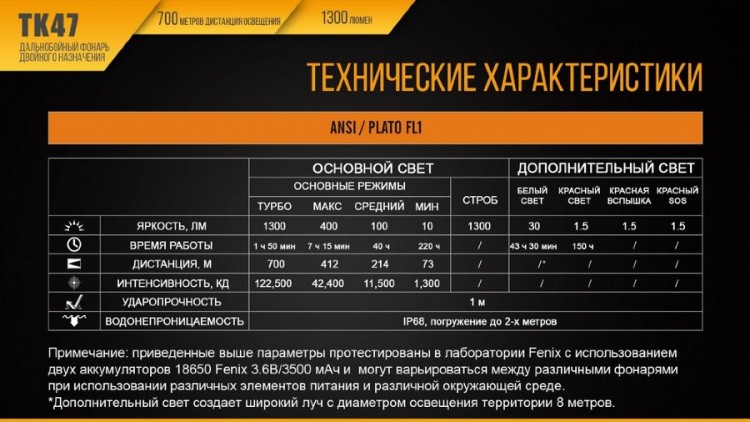 TK47
ДАЛЬНОБОЙНЫЙ ФОНАРЬ
ДВОЙНОГО НАЗНАЧЕНИЯ
700 МЕТРОВ ДИСТАНЦИЯ ОСВЕЩЕНИЯ
1300 ЛЮМЕН
ТЕХНИЧЕСКИЕ ХАРАКТЕРИСТИКИ
ANSI / PLATO FL1
ОСНОВНОЙ СВЕТ ДОПОЛНИТЕЛЬНЫЙ СВЕТ
ОСНОВНЫЕ РЕЖИМЫ СТРОБ БЕЛЫЙ СВЕТ КРАСНЫЙ СВЕТ КРАСНАЯ ВСПЫШКА КРАСНЫЙ SOS
ТУРБО МАКС СРЕДНИЙ МИН
ЯРКОСТЬ, ЛМ 1300 400 100 10 1300 30 1.5 1.5 1.5
ВРЕМЯ РАБОТЫ 1 ч 50 мин 7 ч 15 мин 40 ч 220 ч / 43 ч 30 мин 150 ч / /
ДИСТАНЦИЯ, М 700 412 214 73 / /* / / /
ИНТЕНСИВНОСТЬ, КД 122,500 42,400 11,500 1,300 / / / / /
УДАРОПРОЧНОСТЬ 1 м
ВОДОНЕПРОНИЦАЕМОСТЬ IP68, погружение до 2-х метров
Примечание: приведенные выше параметры протестированы в лаборатории Fenix с использованием
двух аккумуляторов 18650 Fenix 3.6В/3500 мАч и могут варьироваться между различными фонарями
при использовании различных элементов питания и различной окружающей среде.
*Дополнительный свет создает широкий луч с диаметром освещения территории 8 метров.